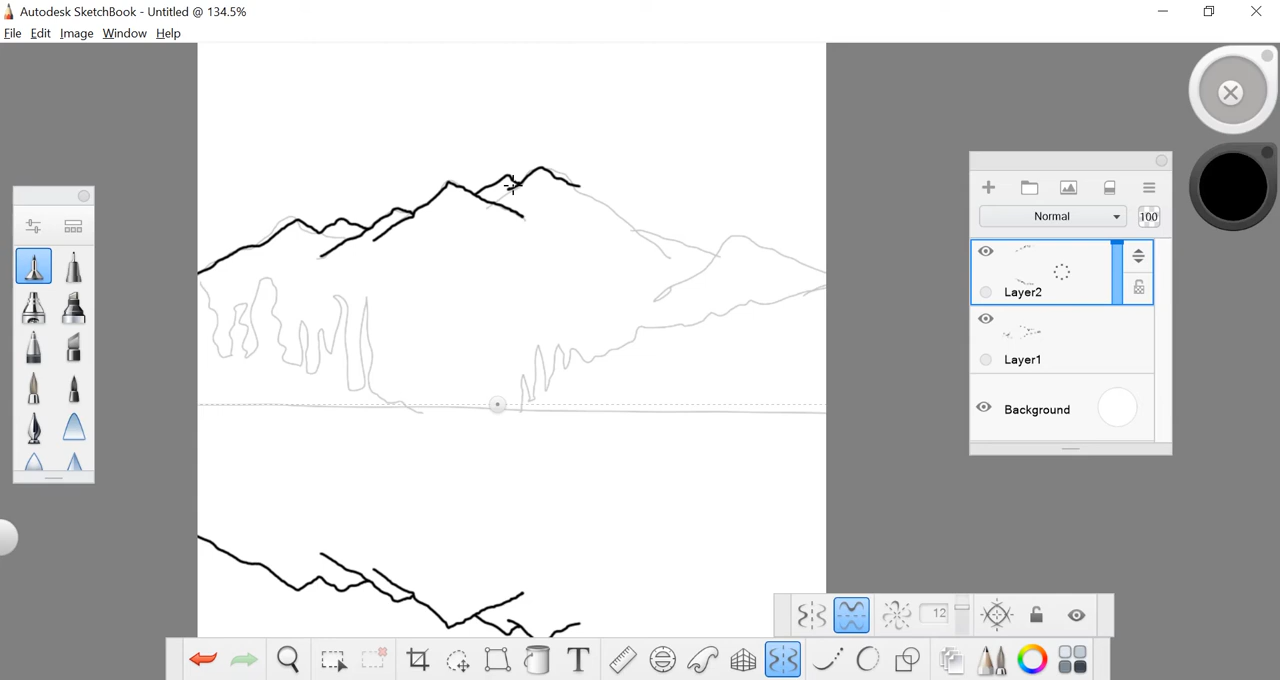 Autodesk SketchBook - Untitled @ 134.5%
File Edit Image Window Help
Normal 100
Layer2
Layer1
Background
12
T